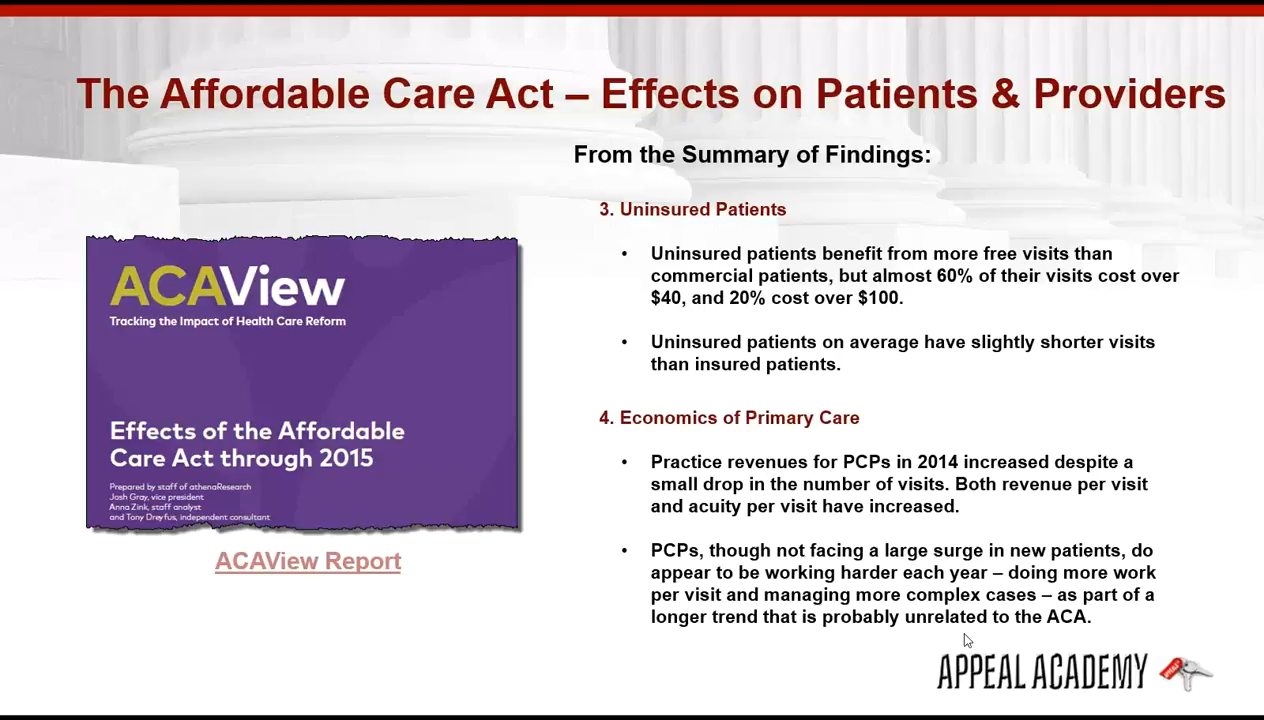 The Affordable Care Act – Effects on Patients & Providers
From the Summary of Findings:
3. Uninsured Patients
• Uninsured patients benefit from more free visits than
commercial patients, but almost 60% of their visits cost over
$40, and 20% cost over $100.
• Uninsured patients on average have slightly shorter visits
than insured patients.
4. Economics of Primary Care
• Practice revenues for PCPs in 2014 increased despite a
small drop in the number of visits. Both revenue per visit
and acuity per visit have increased.
• PCPs, though not facing a large surge in new patients, do
appear to be working harder each year – doing more work
per visit and managing more complex cases – as part of a
longer trend that is probably unrelated to the ACA.
ACAView
Tracking the Impact of Health Care Reform
Effects of the Affordable
Care Act through 2015
Prepared by staff of athenaResearch
Josh Gray, vice president
Anna Zink, staff analyst
and Tony Dreyfus, independent consultant
ACAView Report
APPEAL ACADEMY